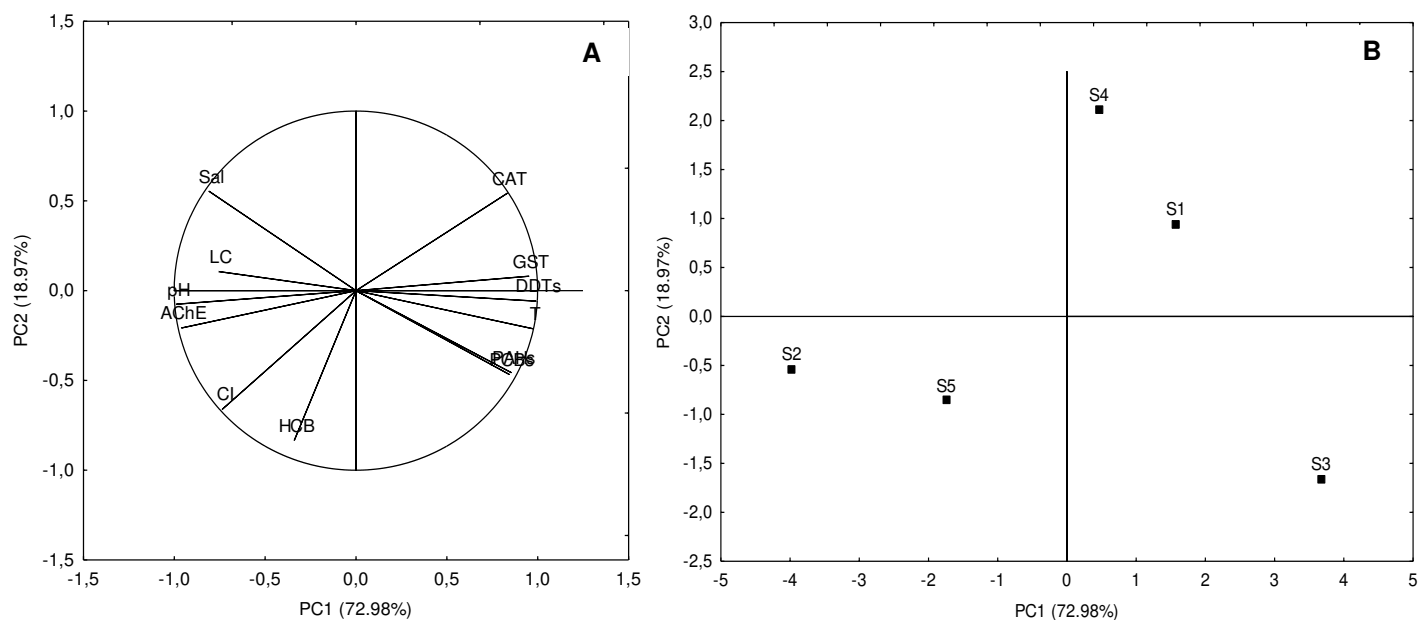 1,5
A
1,0
Sal
CAT
0,5
LC
GST
DDTs
0,0
pH
T
AChE
PAHs
PCBs
-0,5
CI
HCB
-1,0
-1,5
-1,5 -1,0 -0,5 0,0 0,5 1,0 1,5
PC1 (72.98%)
PC2 (18.97%)
3,0
B
2,5
S4
2,0
1,5
S1
1,0
0,5
0,0
S2
-0,5
S5
-1,0
-1,5
S3
-2,0
-2,5
-5 -4 -3 -2 -1 0 1 2 3 4 5
PC1 (72.98%)
PC2 (18.97%)